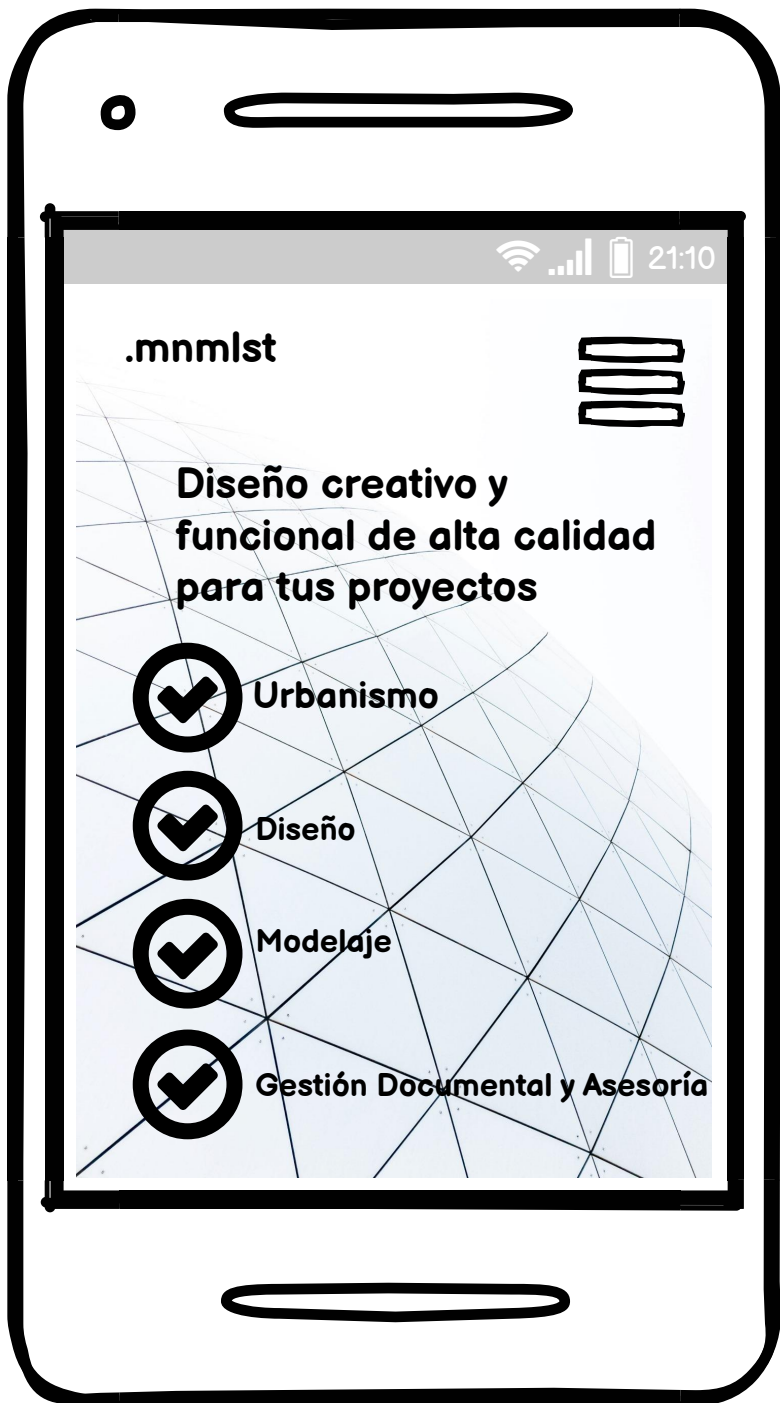 21:10
.mnmlst
Diseño creativo y
funcional de alta calidad
para tus proyectos
Urbanismo
Diseño
Modelaje
Gestión Documental y Asesoría